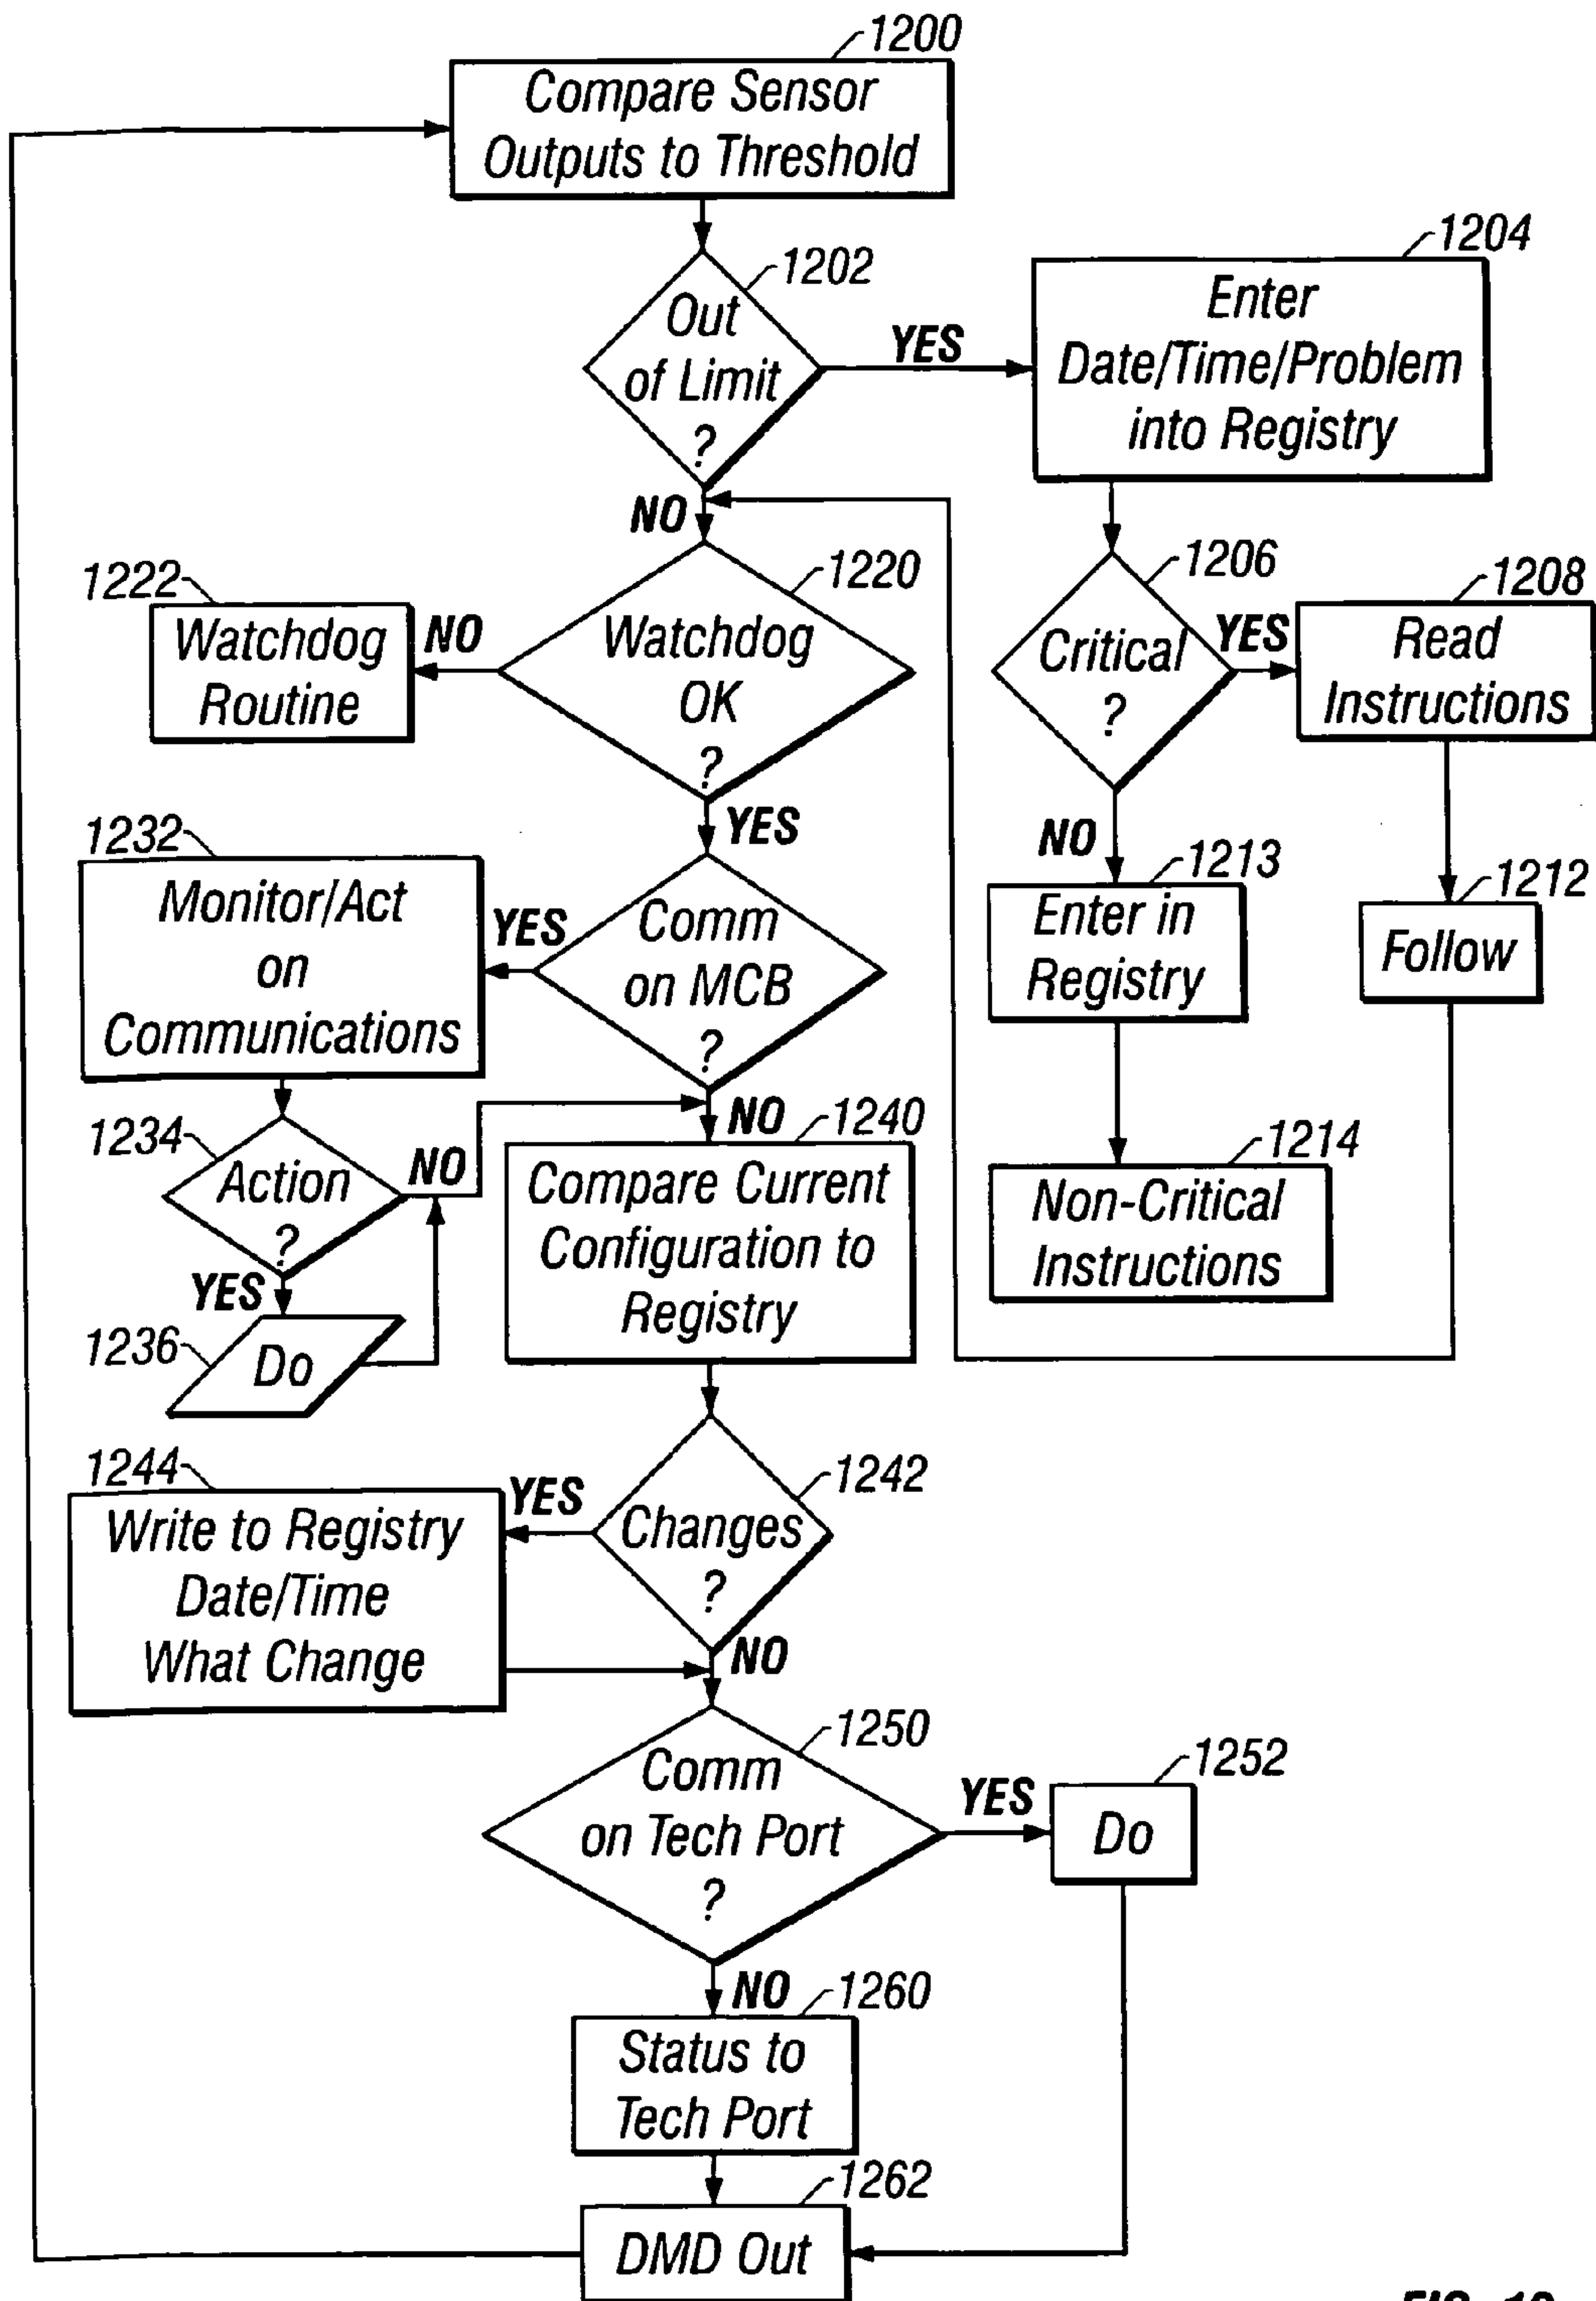 1200
Compare Sensor
Outputs to Threshold
1202
Out
of Limit
?
YES
1204
Enter
Date/Time/Problem
into Registry
NO
1206
Critical
?
YES
1208
Read
Instructions
1212
Follow
NO
1213
Enter in
Registry
1214
Non-Critical
Instructions
1220
Watchdog
OK
?
NO
1222
Watchdog
Routine
YES
Comm
on MCB
?
YES
1232
Monitor/Act
on
Communications
1234
Action
?
NO
YES
1236
Do
NO
1240
Compare Current
Configuration to
Registry
1242
Changes
?
YES
1244
Write to Registry
Date/Time
What Change
NO
1250
Comm
on Tech Port
?
YES
1252
Do
NO
1260
Status to
Tech Port
1262
DMD Out